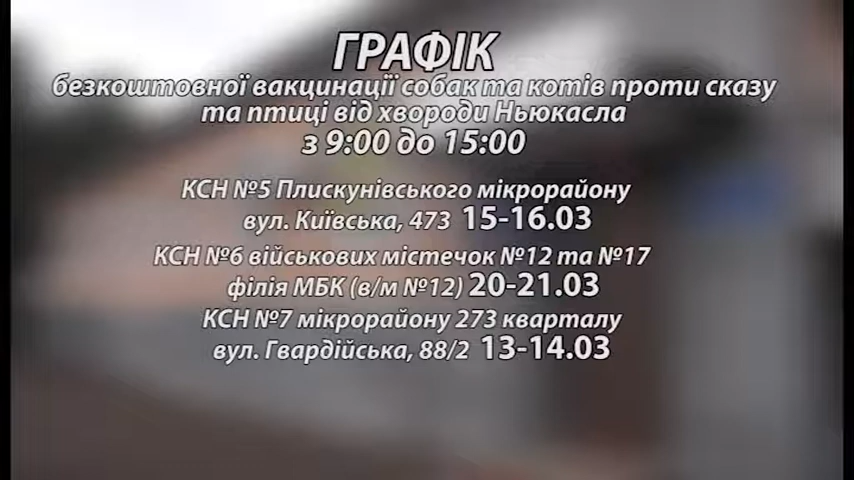 ГРАФІК
безкоштовної вакцинації собак та котів проти сказу
та птиці від хвороди Ньюкасла
з 9:00 до 15:00
КСН №5 Плискунівського мікрорайону
вул. Київська, 473 15-16.03
КСН №6 військових містечок №12 та №17
філія МБК (в/м №12) 20-21.03
КСН №7 мікрорайону 273 кварталу
вул. Гвардійська, 88/2 13-14.03